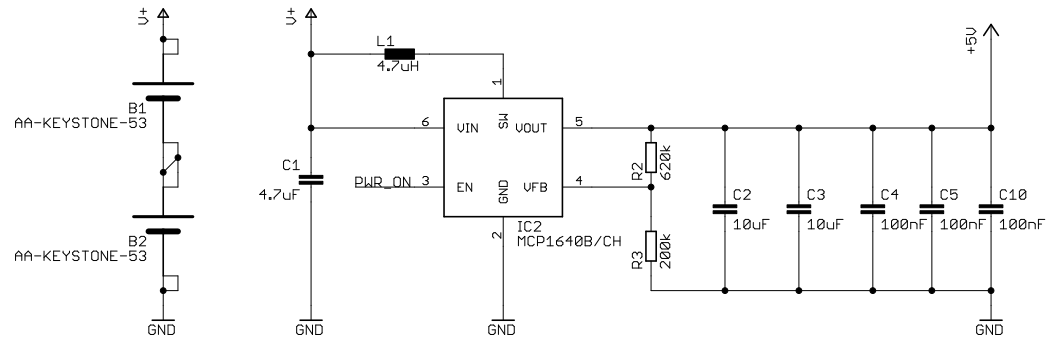 V+
B1
AA-KEYSTONE-53
B2
AA-KEYSTONE-53
GND
V+
L1
4.7uH
C1
4.7uF
GND
PWR_ON
1
6
3
2
5
4
VIN
SW
VOUT
EN
GND
VFB
IC2
MCP1640B/CH
GND
R2
620k
R3
200k
C2
10uF
C3
10uF
C4
100nF
C5
100nF
C10
100nF
+5V
GND